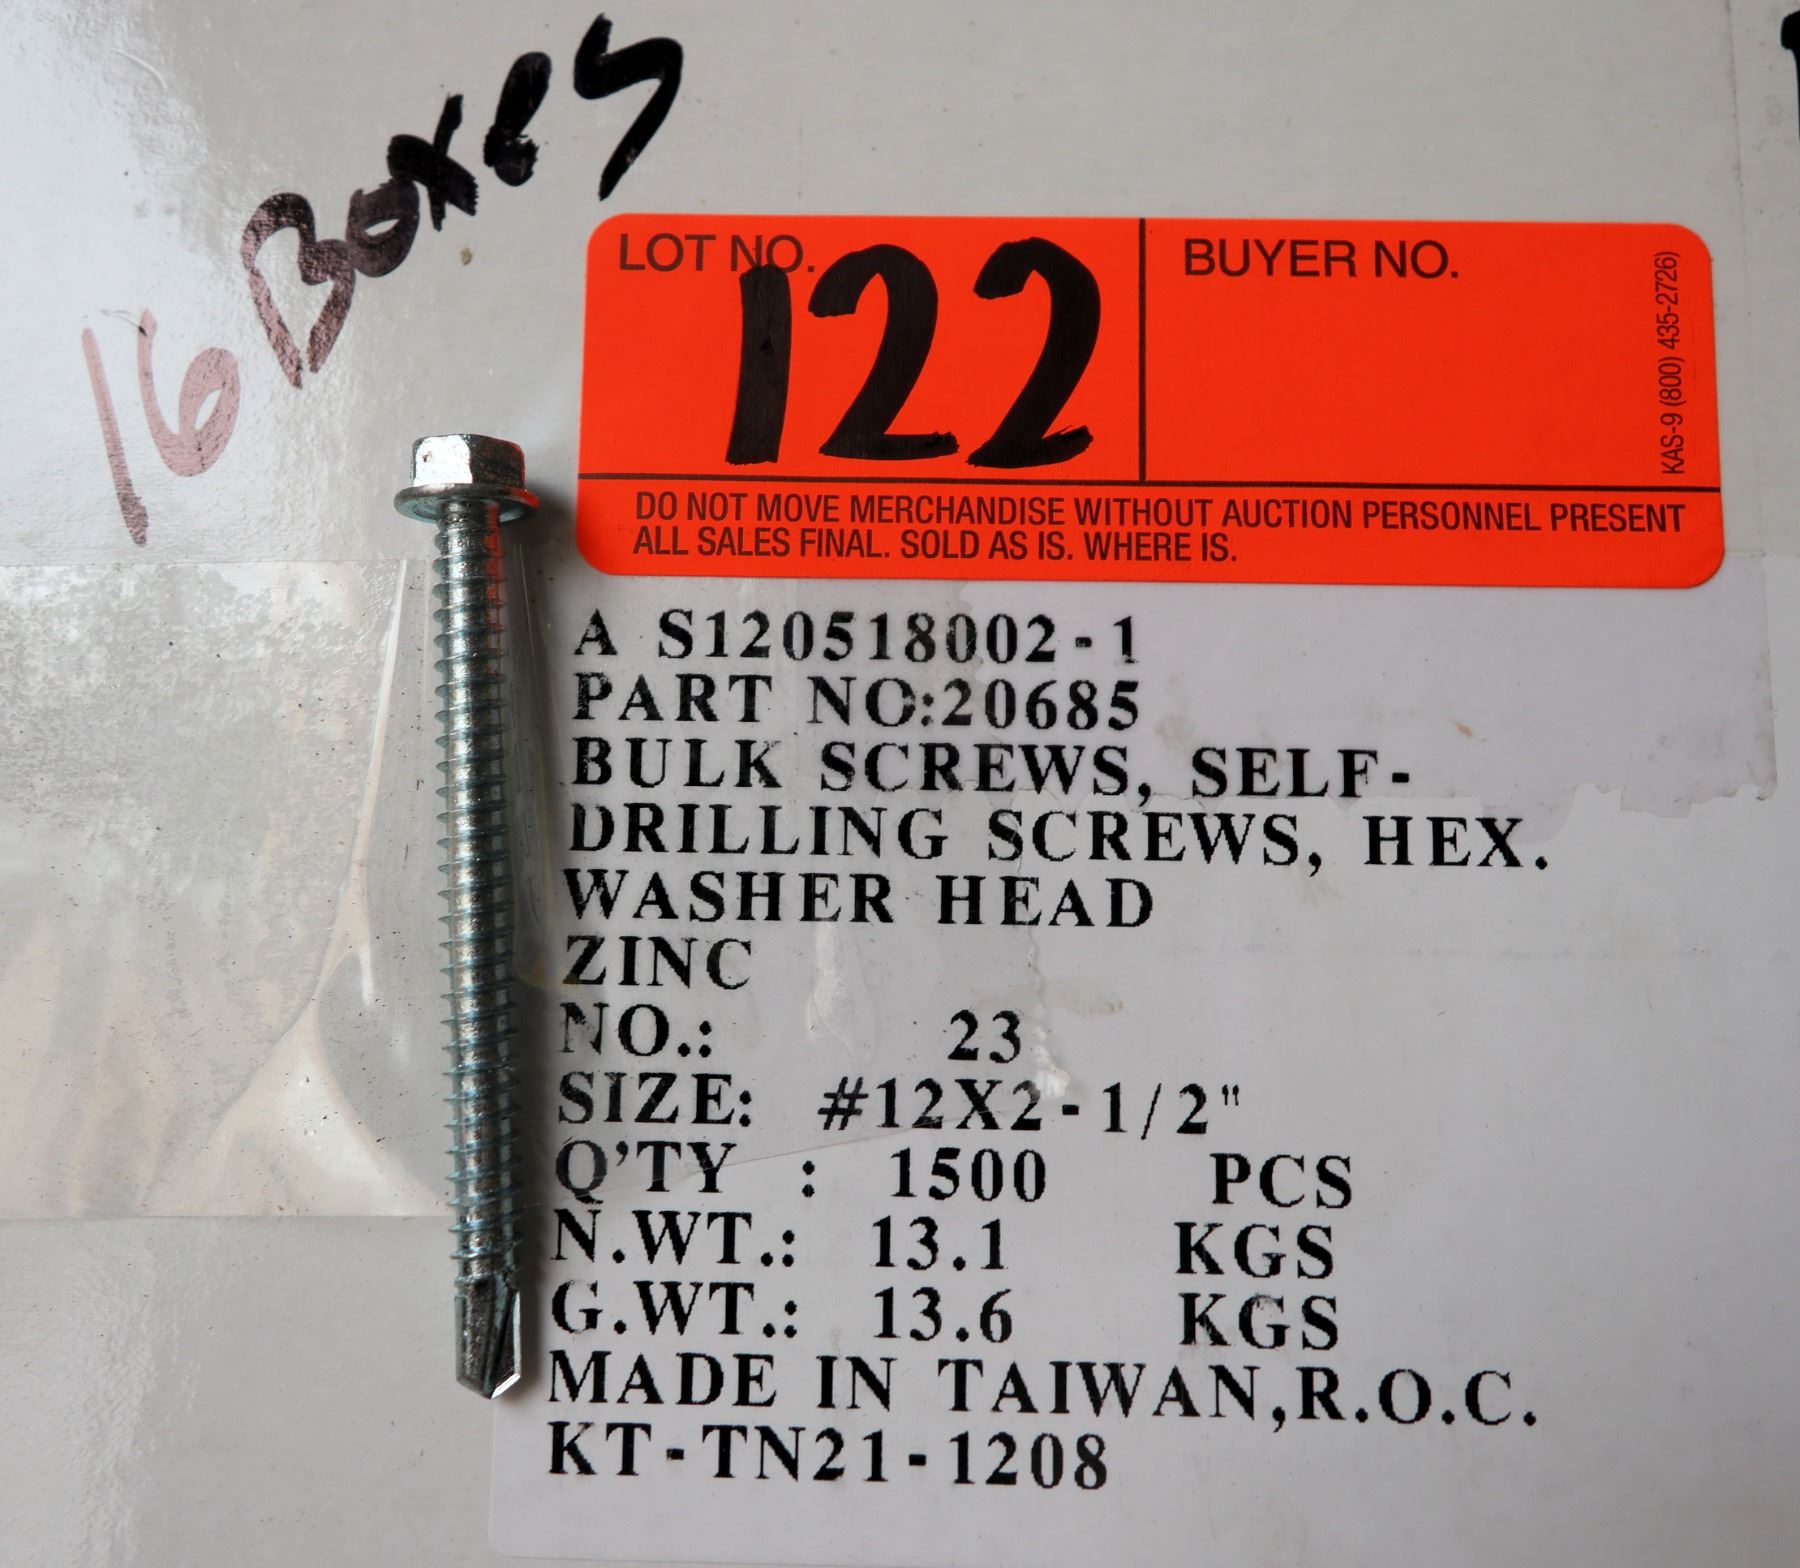 16 Boxes
LOT NO. 122
BUYER NO.
KAS-9 (800) 435-2726)
DO NOT MOVE MERCHANDISE WITHOUT AUCTION PERSONNEL PRESENT
ALL SALES FINAL. SOLD AS IS. WHERE IS.
A S120518002-1
PART NO:20685
BULK SCREWS, SELF-
DRILLING SCREWS, HEX.
WASHER HEAD
ZINC
NO.: 23
SIZE: #12X2-1/2"
Q'TY : 1500 PCS
N.WT.: 13.1 KGS
G.WT.: 13.6 KGS
MADE IN TAIWAN,R.O.C.
KT-TN21-1208